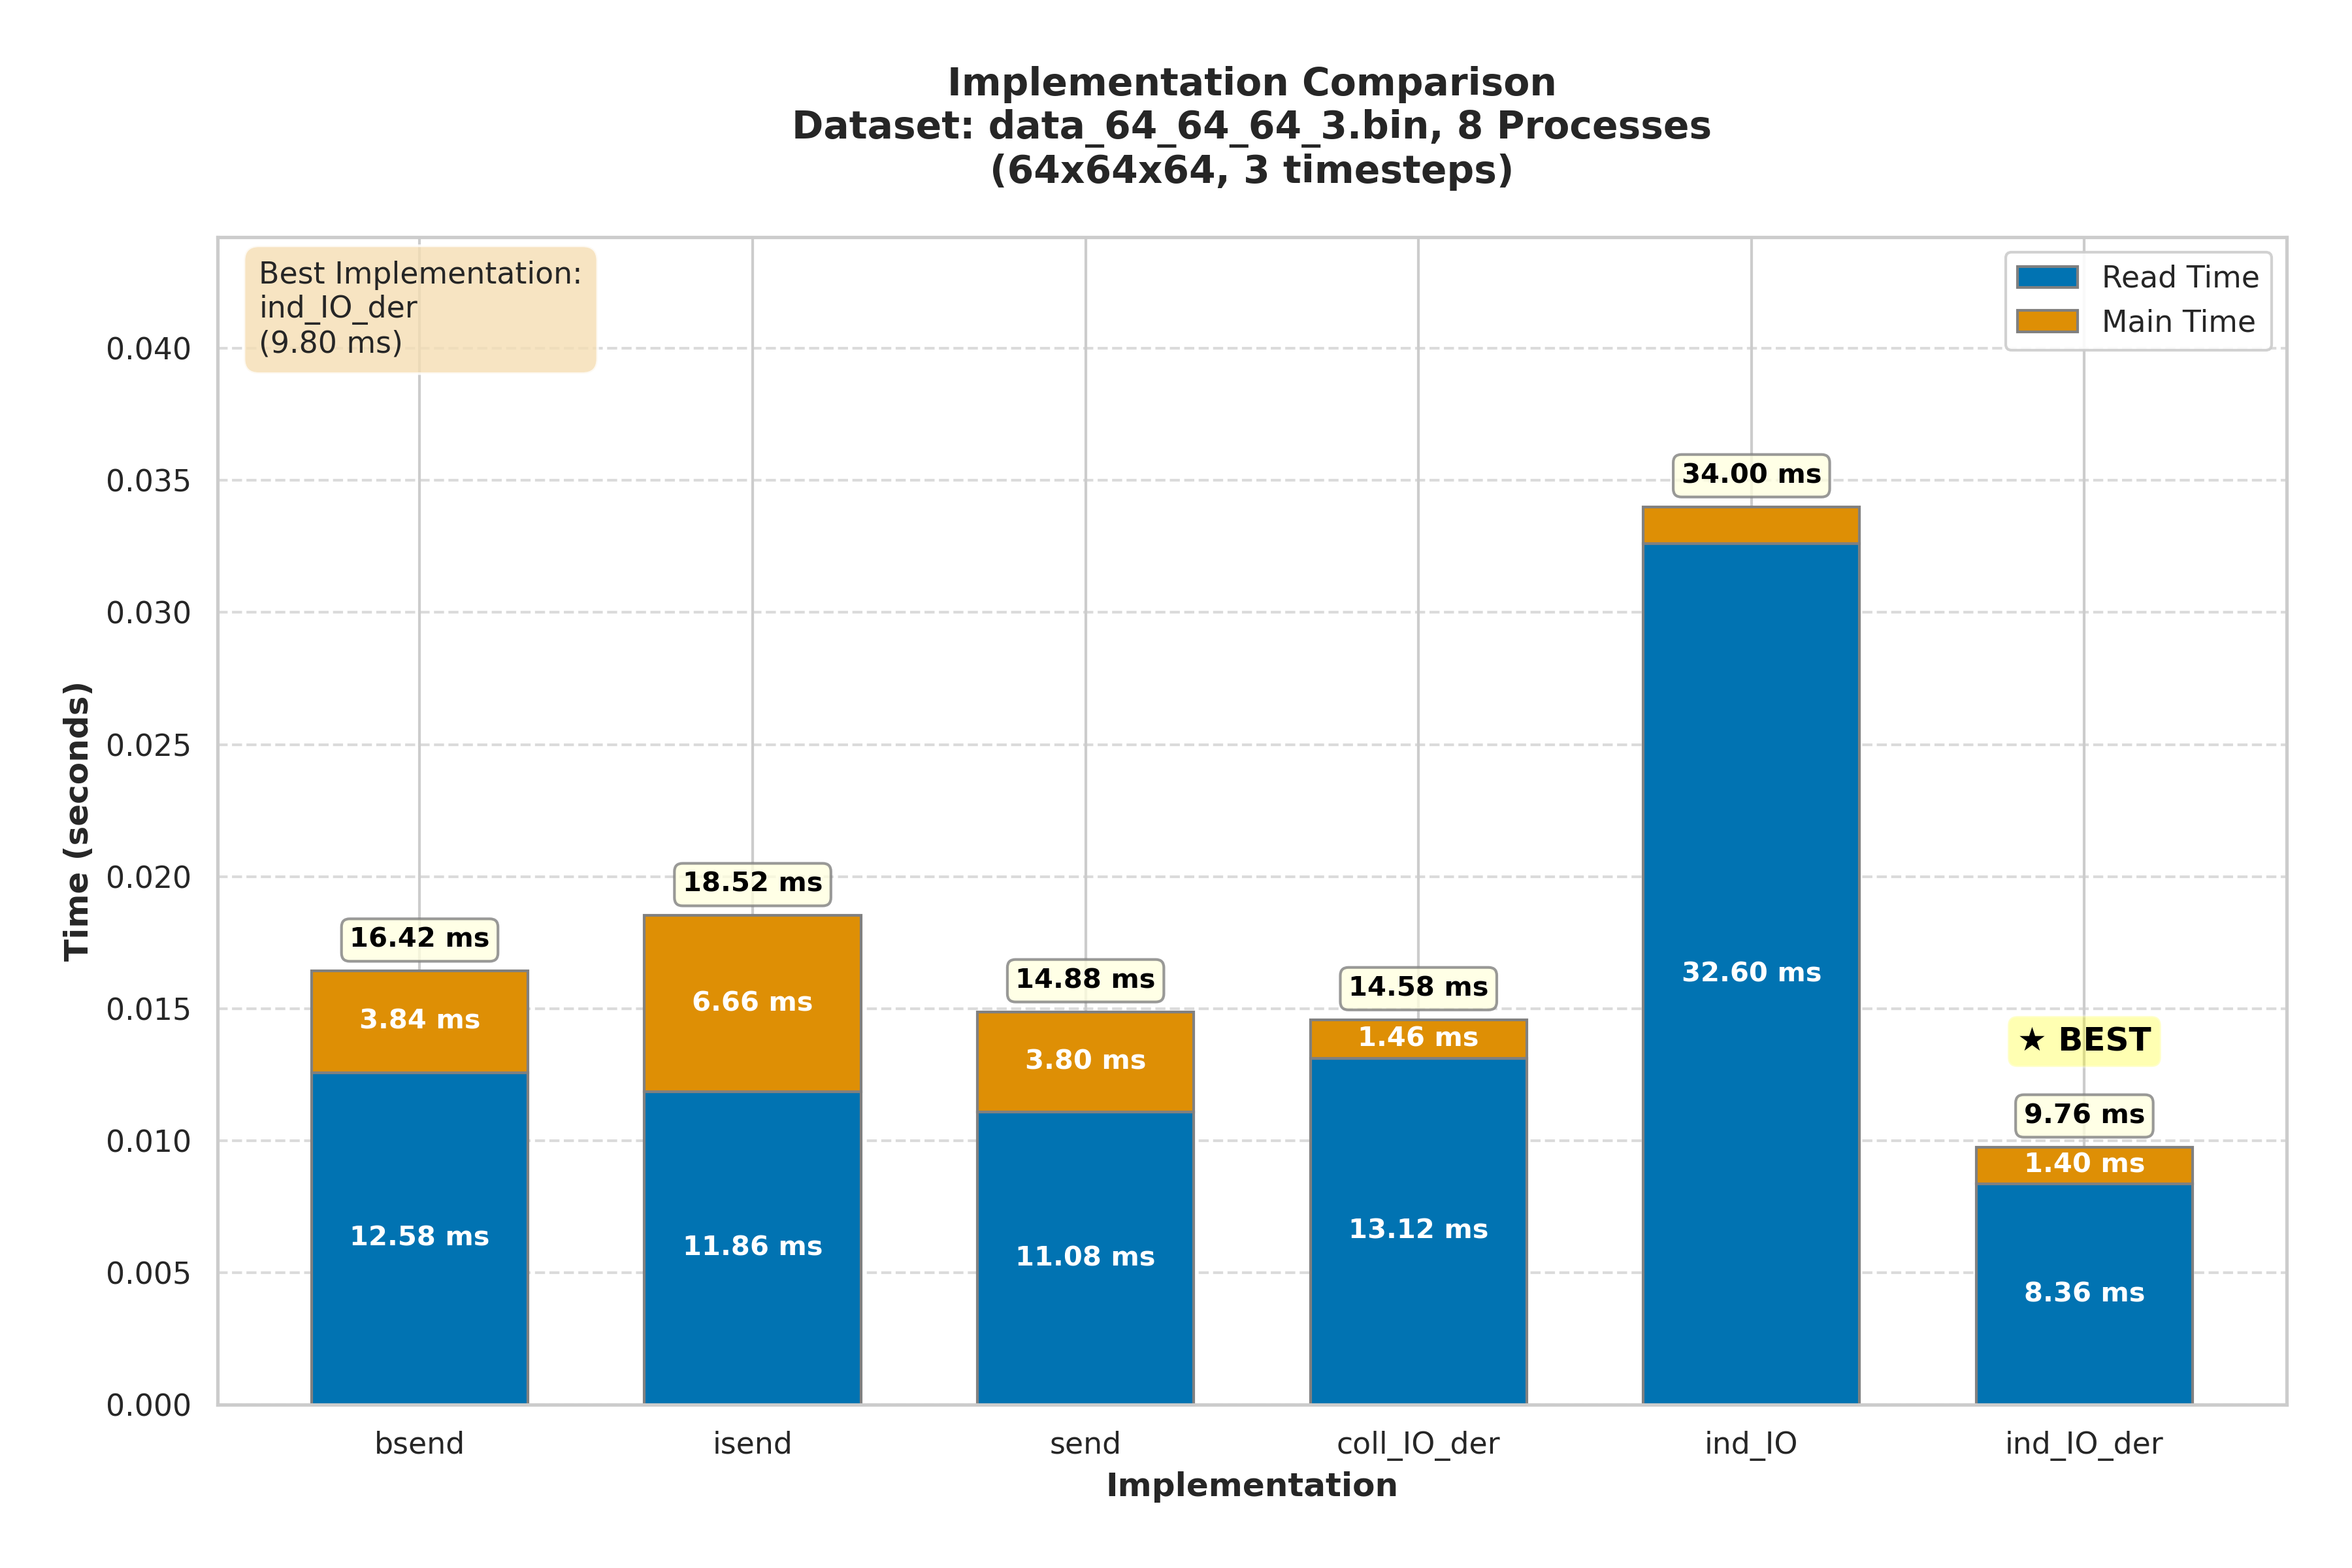 Implementation Comparison
Dataset: data_64_64_64_3.bin, 8 Processes
(64x64x64, 3 timesteps)
Best Implementation:
ind_IO_der
(9.80 ms)
Read Time
Main Time
Time (seconds)
0.040
0.035
0.030
0.025
0.020
0.015
0.010
0.005
0.000
16.42 ms
3.84 ms
12.58 ms
18.52 ms
6.66 ms
11.86 ms
14.88 ms
3.80 ms
11.08 ms
14.58 ms
1.46 ms
13.12 ms
34.00 ms
32.60 ms
★ BEST
9.76 ms
1.40 ms
8.36 ms
bsend
isend
send
coll_IO_der
ind_IO
ind_IO_der
Implementation